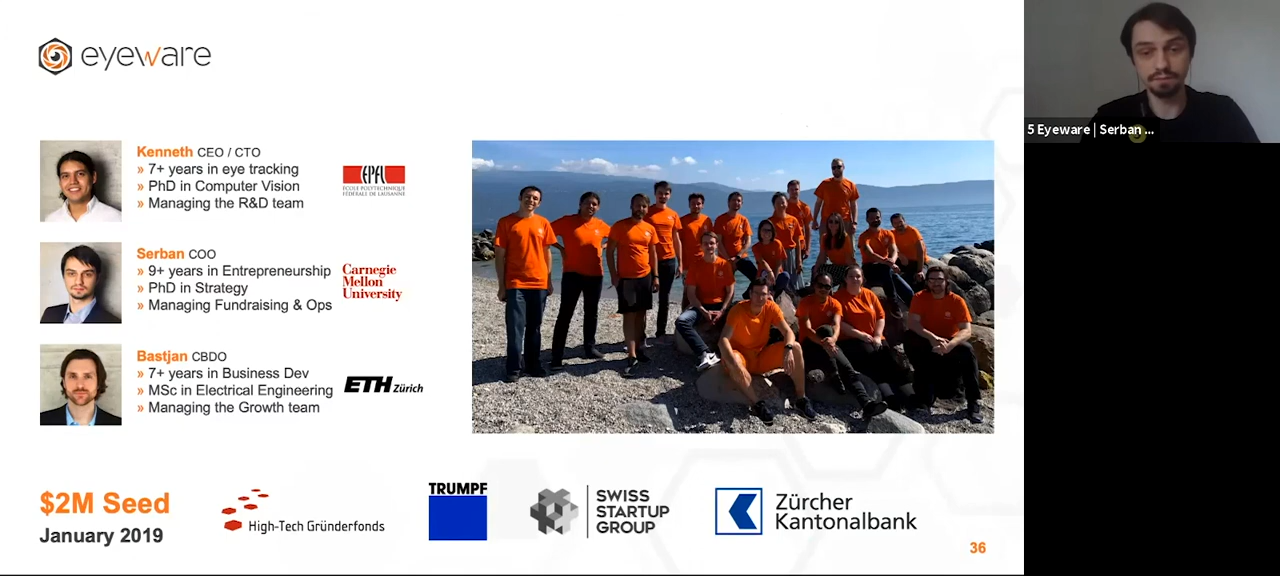 eyeware
Kenneth CEO / CTO
» 7+ years in eye tracking
» PhD in Computer Vision
» Managing the R&D team
EPFL
ECOLE POLYTECHNIQUE
FÉDÉRALE DE LAUSANNE
Serban COO
» 9+ years in Entrepreneurship
» PhD in Strategy
» Managing Fundraising & Ops
Carnegie
Mellon
University
Bastjan CBDO
» 7+ years in Business Dev
» MSc in Electrical Engineering
» Managing the Growth team
ETH Zürich
$2M Seed
January 2019
High-Tech Gründerfonds
TRUMPF
SWISS
STARTUP
GROUP
Zürcher
Kantonalbank
36
5 Eyeware | Serban ...